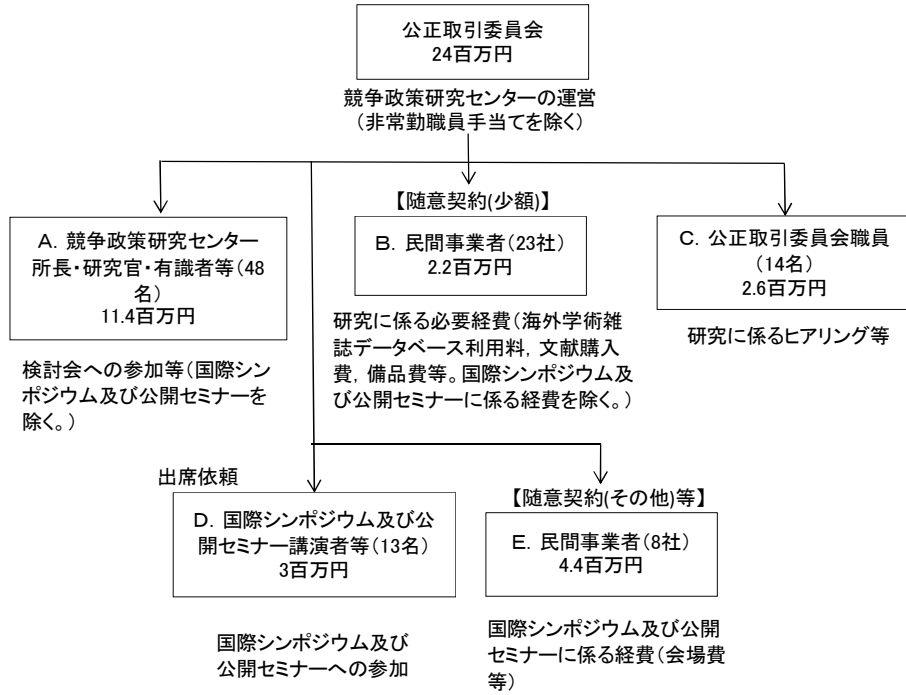 公正取引委員会
24百万円
競争政策研究センターの運営
（非常勤職員手当てを除く）
A．競争政策研究センター
所長・研究官・有識者等（48
名）
11.4百万円
検討会への参加等（国際シン
ポジウム及び公開セミナーを
除く。）
【随意契約(少額)】
B．民間事業者（23社）
2.2百万円
研究に係る必要経費（海外学術雑
誌データベース利用料，文献購入
費，備品費等。国際シンポジウム及
び公開セミナーに係る経費を除く。）
C．公正取引委員会職員
（14名）
2.6百万円
研究に係るヒアリング等
出席依頼
D．国際シンポジウム及び公
開セミナー講演者等（13名）
3百万円
国際シンポジウム及び
公開セミナーへの参加
【随意契約(その他)等】
E．民間事業者（8社）
4.4百万円
国際シンポジウム及び公開
セミナーに係る経費（会場費
等）